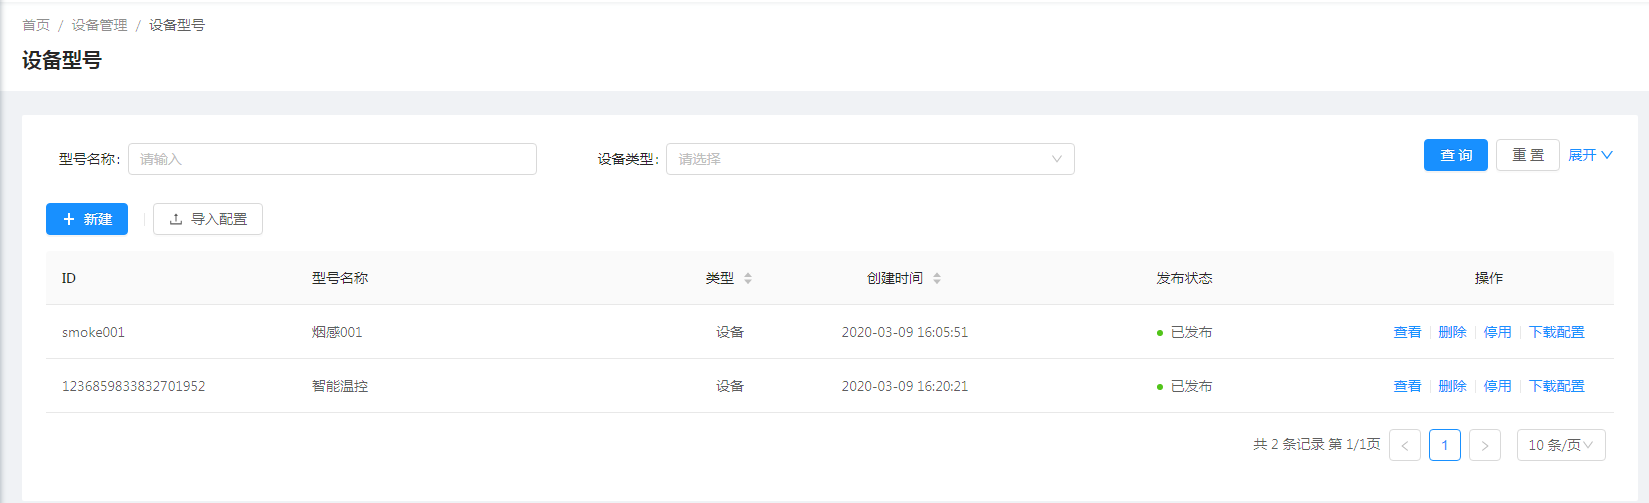 首页 / 设备管理 / 设备型号
设备型号
型号名称: 请输入 设备类型: 请选择 查 询 重 置 展开
新建 导入配置
ID 型号名称 类型 创建时间 发布状态 操作
smoke001 烟感001 设备 2020-03-09 16:05:51 已发布 查看 删除 停用 下载配置
1236859833832701952 智能温控 设备 2020-03-09 16:20:21 已发布 查看 删除 停用 下载配置
共 2 条记录 第 1/1页 < 1 > 10 条/页